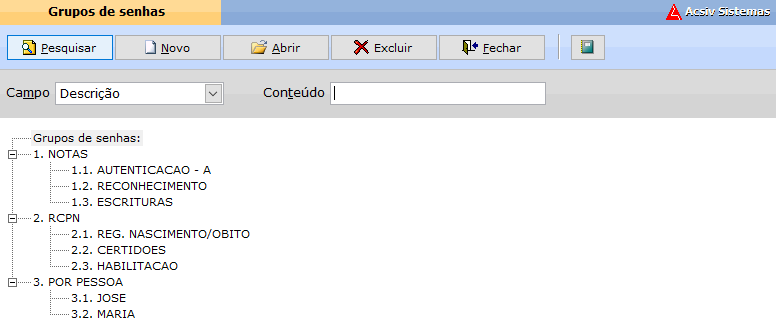 Grupos de senhas
Acsiv Sistemas
Pesquisar Novo Abrir Excluir Fechar
Campo Descrição Conteúdo
Grupos de senhas:
1. NOTAS
1.1. AUTENTICACAO - A
1.2. RECONHECIMENTO
1.3. ESCRITURAS
2. RCPN
2.1. REG. NASCIMENTO/OBITO
2.2. CERTIDOES
2.3. HABILITACAO
3. POR PESSOA
3.1. JOSE
3.2. MARIA